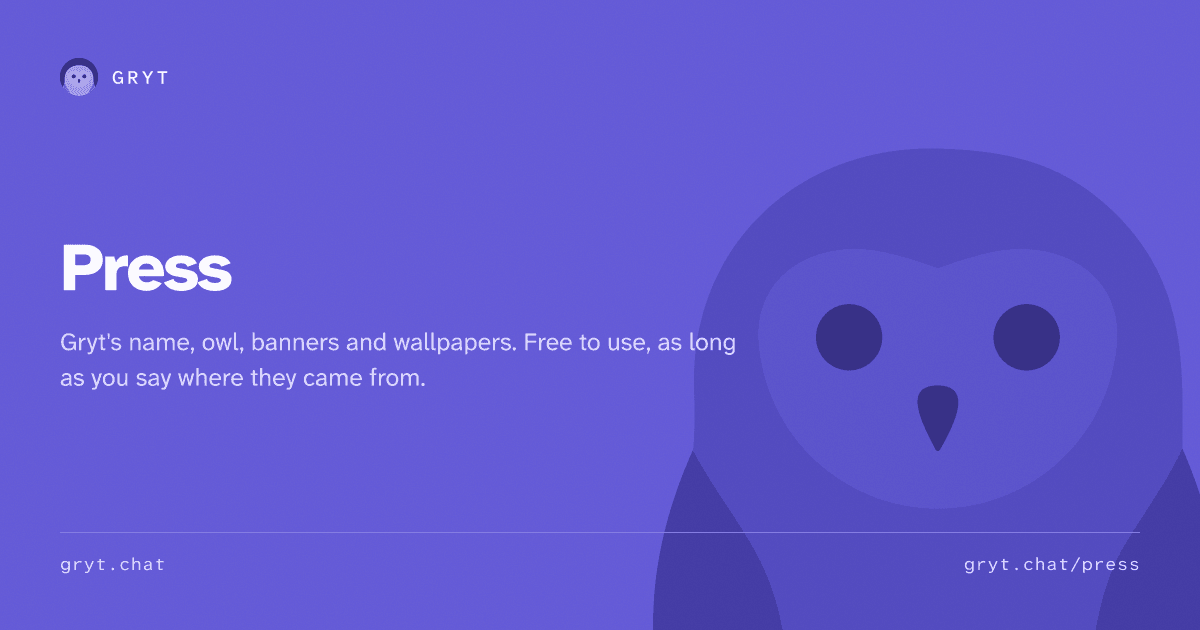 GRYT
Press
Gryt's name, owl, banners and wallpapers. Free to use, as long
as you say where they came from.
gryt.chat
gryt.chat/press